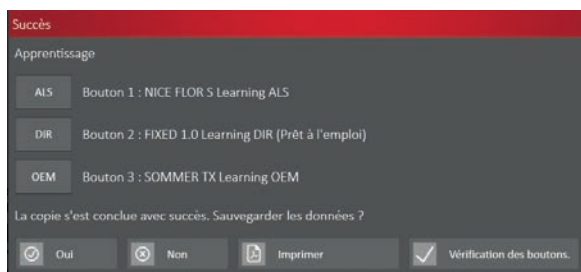 Succès
Apprentissage
ALS Bouton 1 : NICE FLOR S Learning ALS
DIR Bouton 2 : FIXED 1.0 Learning DIR (Prêt à l'emploi)
OEM Bouton 3 : SOMMER TX Learning OEM
La copie s'est conclue avec succès. Sauvegarder les données ?
Oui Non Imprimer Vérification des boutons.